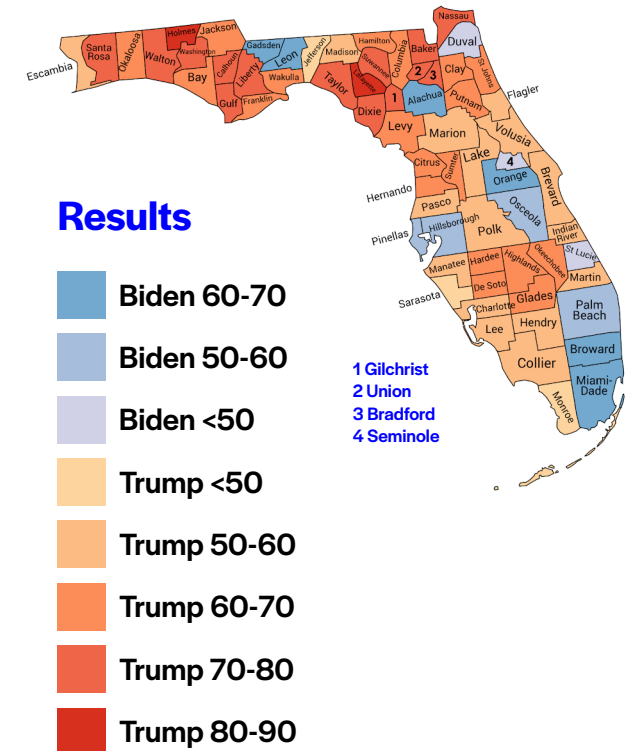 Nassau
Holmes
Jackson
Santa
Rosa
Okaloosa
Walton
Washington
Escambia
Bay
Calhoun
Gulf
Liberty
Gadsden
Leon
Wakulla
Franklin
Jefferson
Madison
Taylor
Hamilton
Suwannee
Lafayette
Dixie
Columbia
Baker
2
3
1
Duval
Clay
St Johns
Putnam
Alachua
Flagler
Levy
Marion
Volusia
Citrus
Sumter
Lake
4
Orange
Brevard
Hernando
Pasco
Osceola
Pinellas
Hillsborough
Polk
Indian
River
Manatee
Hardee
Highlands
Okeechobee
St Lucie
Sarasota
De Soto
Martin
Charlotte
Glades
Lee
Hendry
Palm
Beach
Collier
Broward
Miami-
Dade
Monroe
Results
Biden 60-70
Biden 50-60
Biden <50
Trump <50
Trump 50-60
Trump 60-70
Trump 70-80
Trump 80-90
1 Gilchrist
2 Union
3 Bradford
4 Seminole